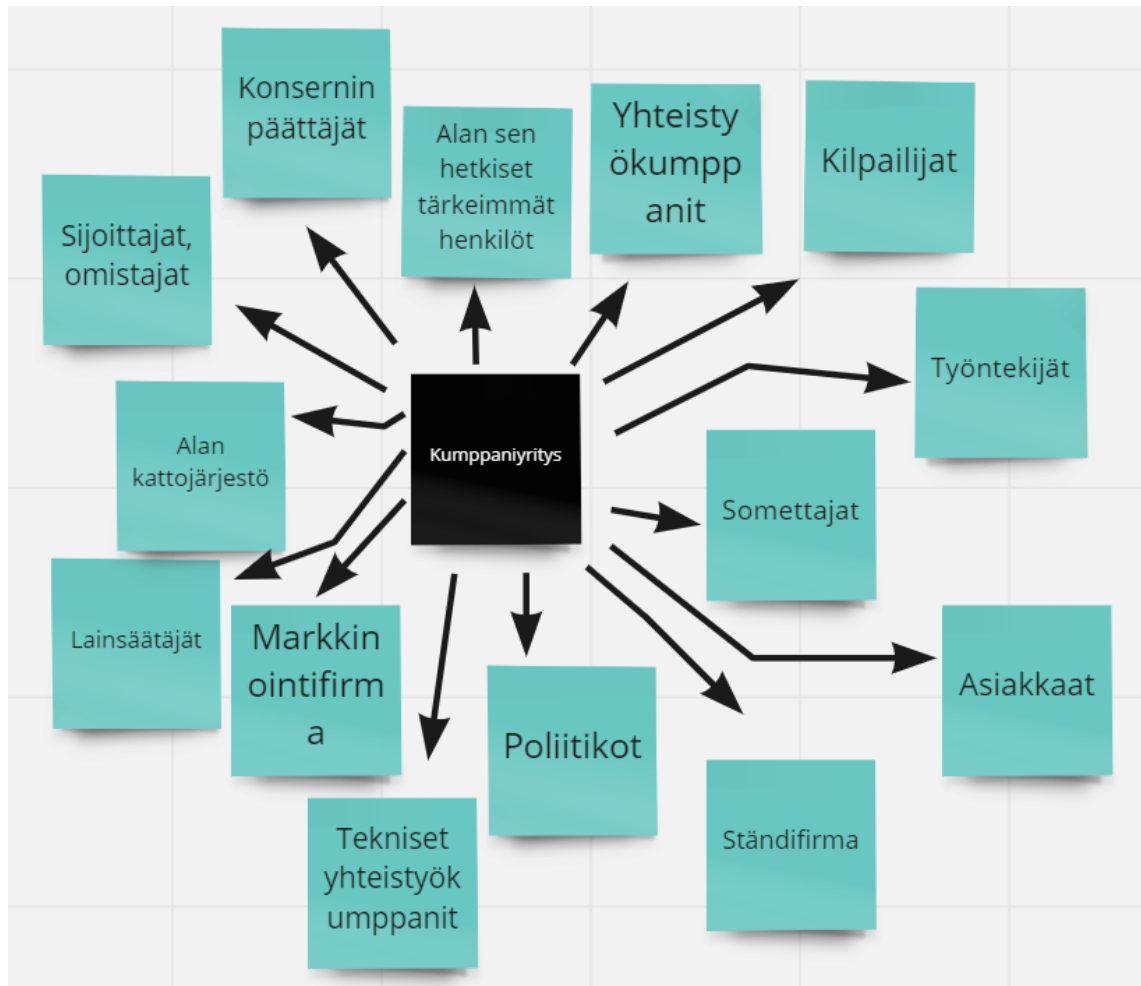 Konsernin
päättäjät
Alan sen
hetkiset
tärkeimmät
henkilöt
Yhteisty
ökumpp
anit
Kilpailijat
Sijoittajat,
omistajat
Työntekijät
Alan
kattojärjestö
Kumppaniyritys
Somettajat
Lainsäätäjät
Markkin
ointifirm
a
Poliitikot
Asiakkaat
Tekniset
yhteistyök
umppanit
Ständifirma